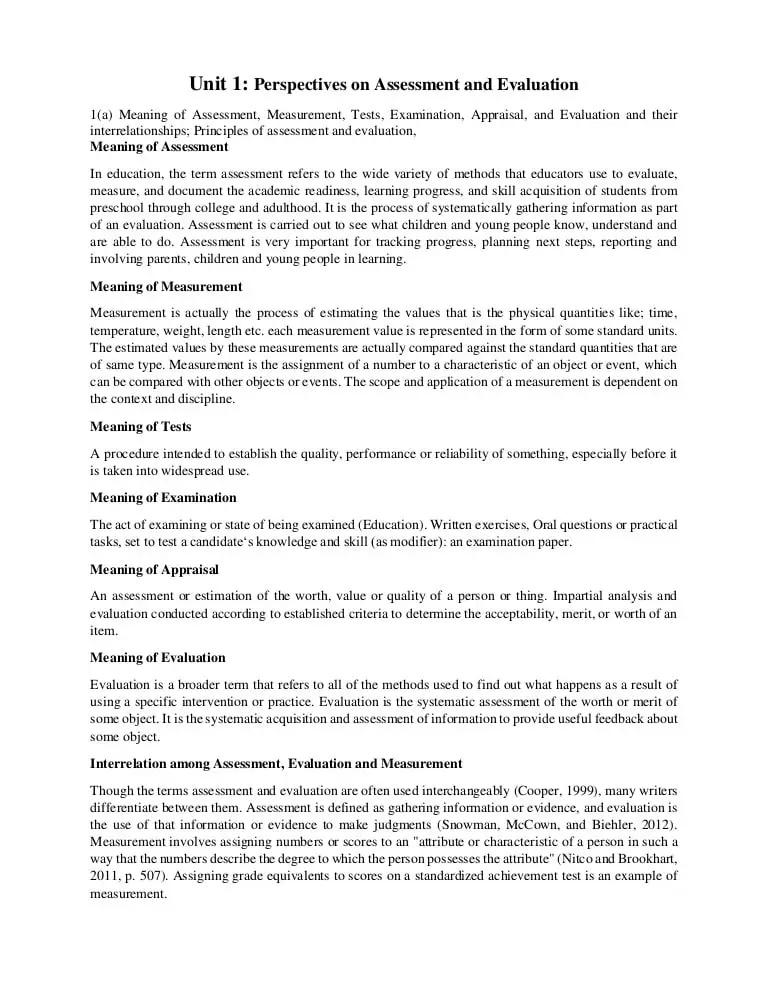 Unit 1: Perspectives on Assessment and Evaluation
1(a) Meaning of Assessment, Measurement, Tests, Examination, Appraisal, and Evaluation and their
interrelationships; Principles of assessment and evaluation,
Meaning of Assessment
In education, the term assessment refers to the wide variety of methods that educators use to evaluate,
measure, and document the academic readiness, learning progress, and skill acquisition of students from
preschool through college and adulthood. It is the process of systematically gathering information as part
of an evaluation. Assessment is carried out to see what children and young people know, understand and
are able to do. Assessment is very important for tracking progress, planning next steps, reporting and
involving parents, children and young people in learning.
Meaning of Measurement
Measurement is actually the process of estimating the values that is the physical quantities like; time,
temperature, weight, length etc. each measurement value is represented in the form of some standard units.
The estimated values by these measurements are actually compared against the standard quantities that are
of same type. Measurement is the assignment of a number to a characteristic of an object or event, which
can be compared with other objects or events. The scope and application of a measurement is dependent on
the context and discipline.
Meaning of Tests
A procedure intended to establish the quality, performance or reliability of something, especially before it
is taken into widespread use.
Meaning of Examination
The act of examining or state of being examined (Education). Written exercises, Oral questions or practical
tasks, set to test a candidate‘s knowledge and skill (as modifier): an examination paper.
Meaning of Appraisal
An assessment or estimation of the worth, value or quality of a person or thing. Impartial analysis and
evaluation conducted according to established criteria to determine the acceptability, merit, or worth of an
item.
Meaning of Evaluation
Evaluation is a broader term that refers to all of the methods used to find out what happens as a result of
using a specific intervention or practice. Evaluation is the systematic assessment of the worth or merit of
some object. It is the systematic acquisition and assessment of information to provide useful feedback about
some object.
Interrelation among Assessment, Evaluation and Measurement
Though the terms assessment and evaluation are often used interchangeably (Cooper, 1999), many writers
differentiate between them. Assessment is defined as gathering information or evidence, and evaluation is
the use of that information or evidence to make judgments (Snowman, McCown, and Biehler, 2012).
Measurement involves assigning numbers or scores to an "attribute or characteristic of a person in such a
way that the numbers describe the degree to which the person possesses the attribute" (Nitco and Brookhart,
2011, p. 507). Assigning grade equivalents to scores on a standardized achievement test is an example of
measurement.